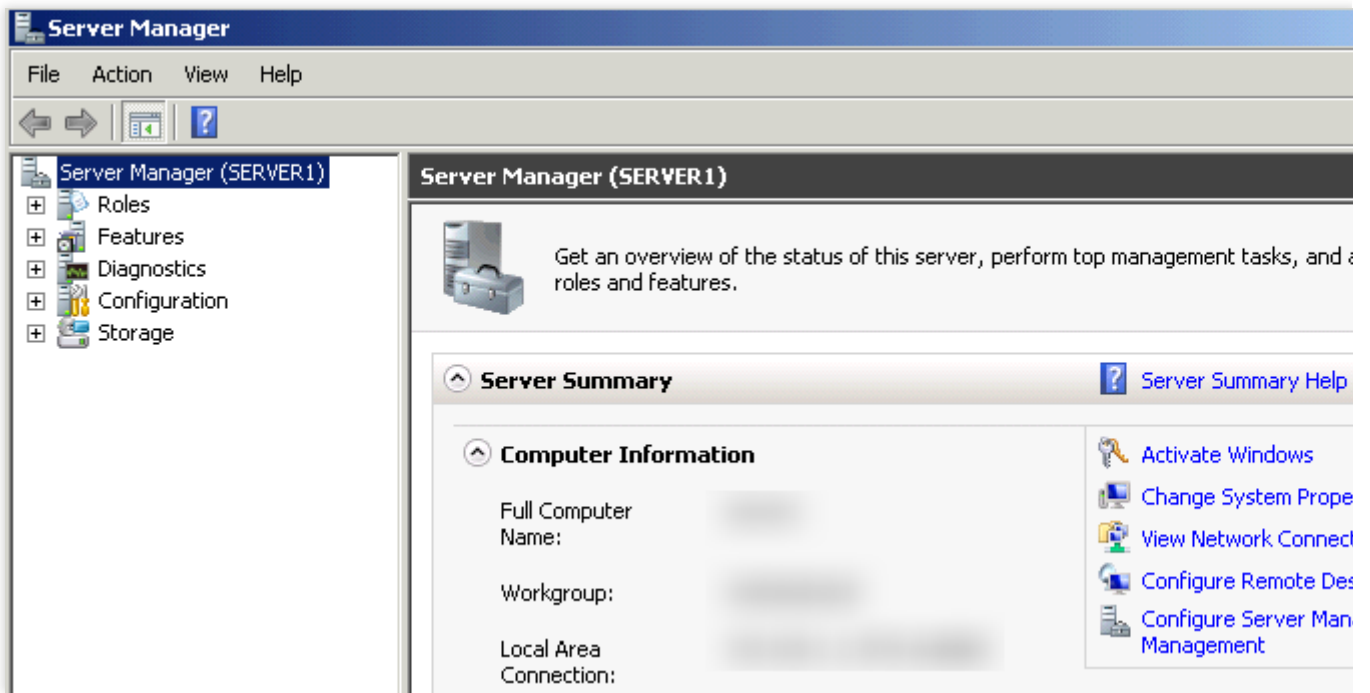 Server Manager
File Action View Help
Server Manager (SERVER1)
Roles
Features
Diagnostics
Configuration
Storage
Server Manager (SERVER1)
Get an overview of the status of this server, perform top management tasks, and a
roles and features.
Server Summary
Server Summary Help
Computer Information
Full Computer
Name:
Workgroup:
Local Area
Connection:
Activate Windows
Change System Prope
View Network Connect
Configure Remote Des
Configure Server Mana
Management